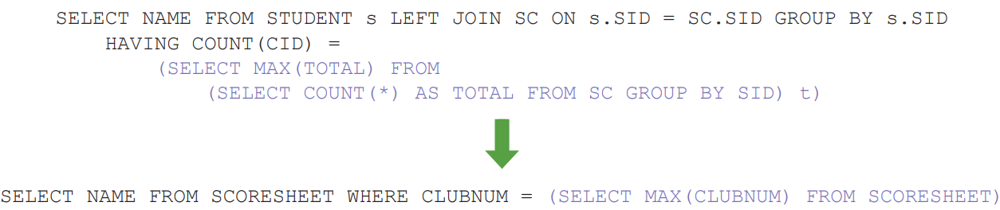 SELECT NAME FROM STUDENT s LEFT JOIN SC ON s.SID = SC.SID GROUP BY s.SID
HAVING COUNT(CID) =
(SELECT MAX(TOTAL) FROM
(SELECT COUNT(*) AS TOTAL FROM SC GROUP BY SID) t)
SELECT NAME FROM SCORESHEET WHERE CLUBNUM = (SELECT MAX(CLUBNUM) FROM SCORESHEET)